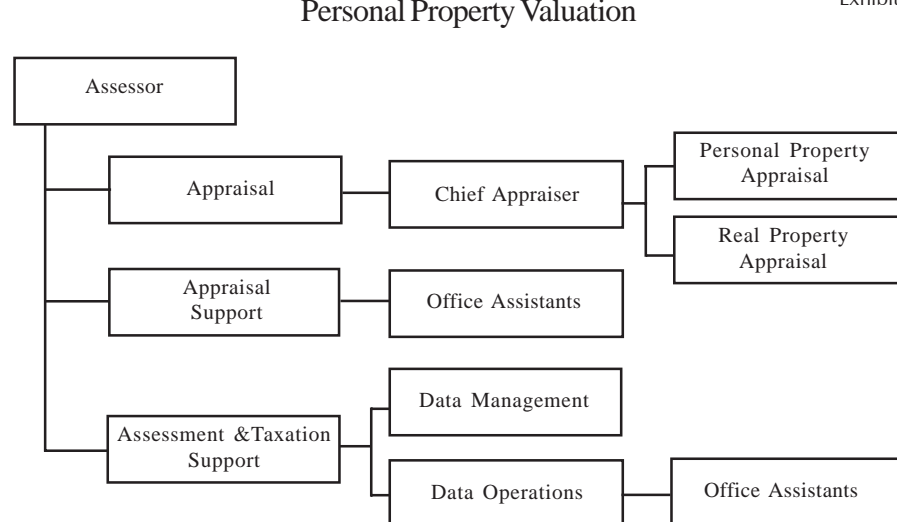 Personal Property Valuation
Assessor
Appraisal
Chief Appraiser
Personal Property
Appraisal
Real Property
Appraisal
Appraisal
Support
Office Assistants
Assessment &Taxation
Support
Data Management
Data Operations
Office Assistants